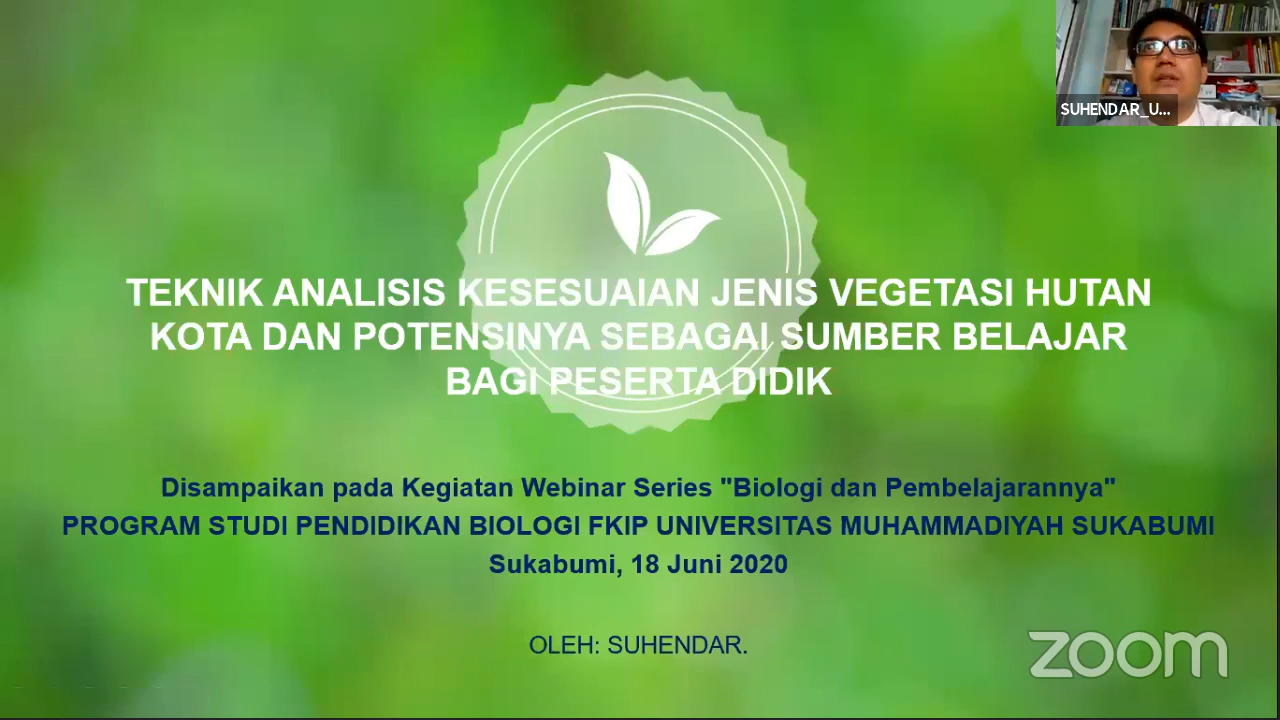 SUHENDAR_U...
TEKNIK ANALISIS KESESUAIAN JENIS VEGETASI HUTAN
KOTA DAN POTENSINYA SEBAGAI SUMBER BELAJAR
BAGI PESERTA DIDIK
Disampaikan pada Kegiatan Webinar Series "Biologi dan Pembelajarannya"
PROGRAM STUDI PENDIDIKAN BIOLOGI FKIP UNIVERSITAS MUHAMMADIYAH SUKABUMI
Sukabumi, 18 Juni 2020
OLEH: SUHENDAR.
zoom